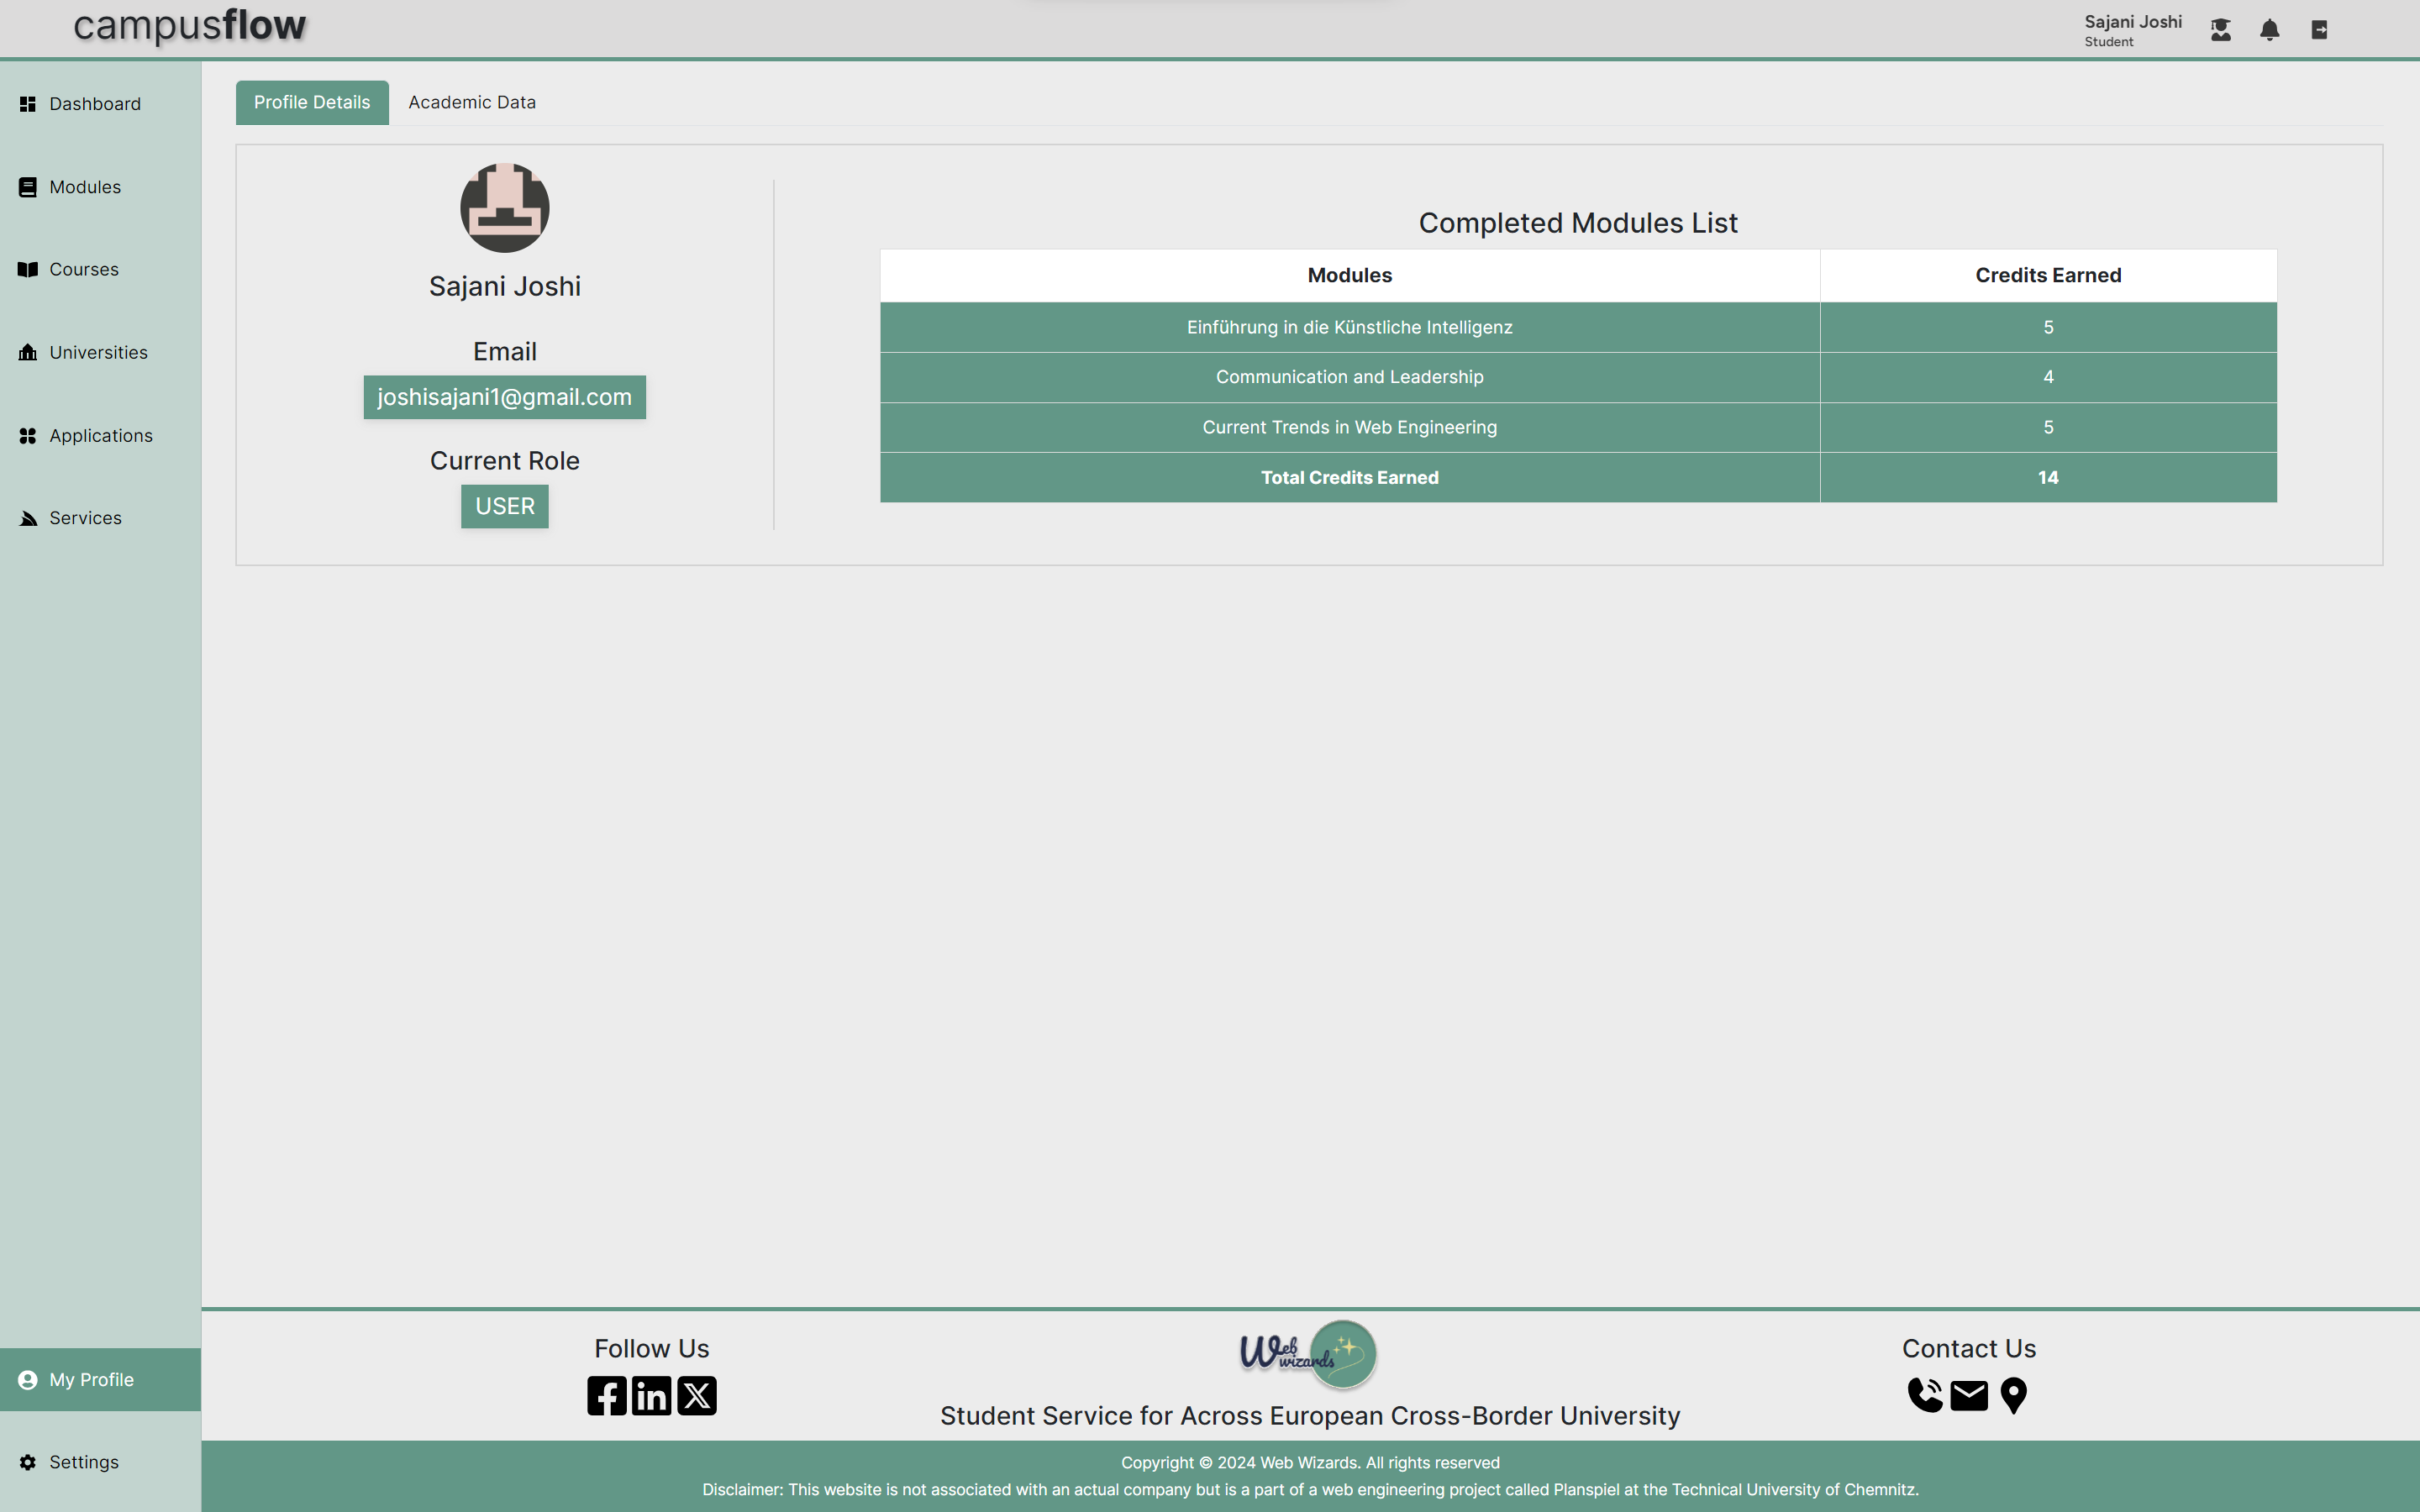 campusflow
Sajani Joshi
Student
Dashboard
Modules
Courses
Universities
Applications
Services
My Profile
Settings
Profile Details
Academic Data
Sajani Joshi
Email
joshisajani1@gmail.com
Current Role
USER
Completed Modules List
Modules Credits Earned
Einführung in die Künstliche Intelligenz 5
Communication and Leadership 4
Current Trends in Web Engineering 5
Total Credits Earned 14
Follow Us
Web
wizards
Student Service for Across European Cross-Border University
Contact Us
Copyright © 2024 Web Wizards. All rights reserved
Disclaimer: This website is not associated with an actual company but is a part of a web engineering project called Planspiel at the Technical University of Chemnitz.